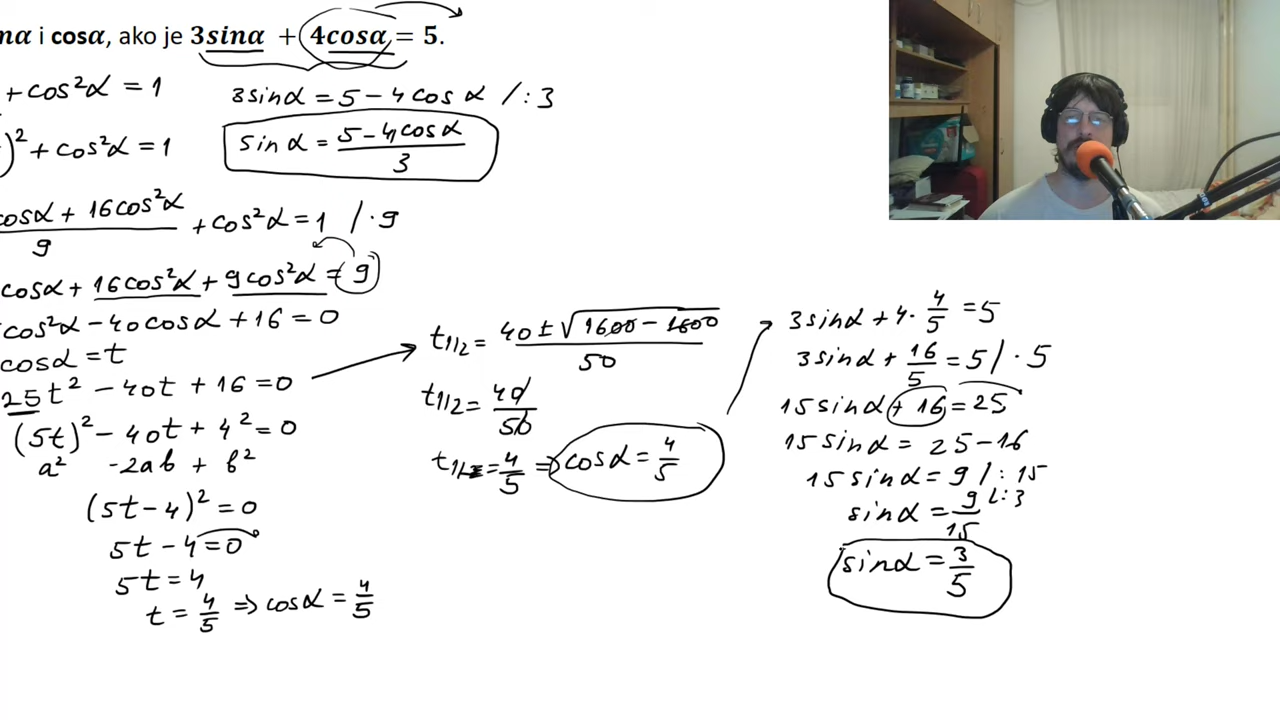 nα i cosα, ako je 3sinα + 4cosα = 5.
+ cos²α = 1
)² + cos²α = 1
cosα + 16cos²α / 9 + cos²α = 1 / · 9
cosα + 16cos²α + 9cos²α = 9
cos²α - 40cosα + 16 = 0
cosα = t
25t² - 40t + 16 = 0
(5t)² - 40t + 4² = 0
a² -2ab + b²
(5t - 4)² = 0
5t - 4 = 0
5t = 4
t = 4/5 => cosα = 4/5
3sinα = 5 - 4cosα / : 3
sinα = 5 - 4cosα / 3
t1/2 = 40 ± √1600 - 1600 / 50
t1/2 = 40/50
t1/2 = 4/5 => cosα = 4/5
3sinα + 4 · 4/5 = 5
3sinα + 16/5 = 5 / · 5
15sinα + 16 = 25
15sinα = 25 - 16
15sinα = 9 / : 15
sinα = 9/15 : 3
sinα = 3/5